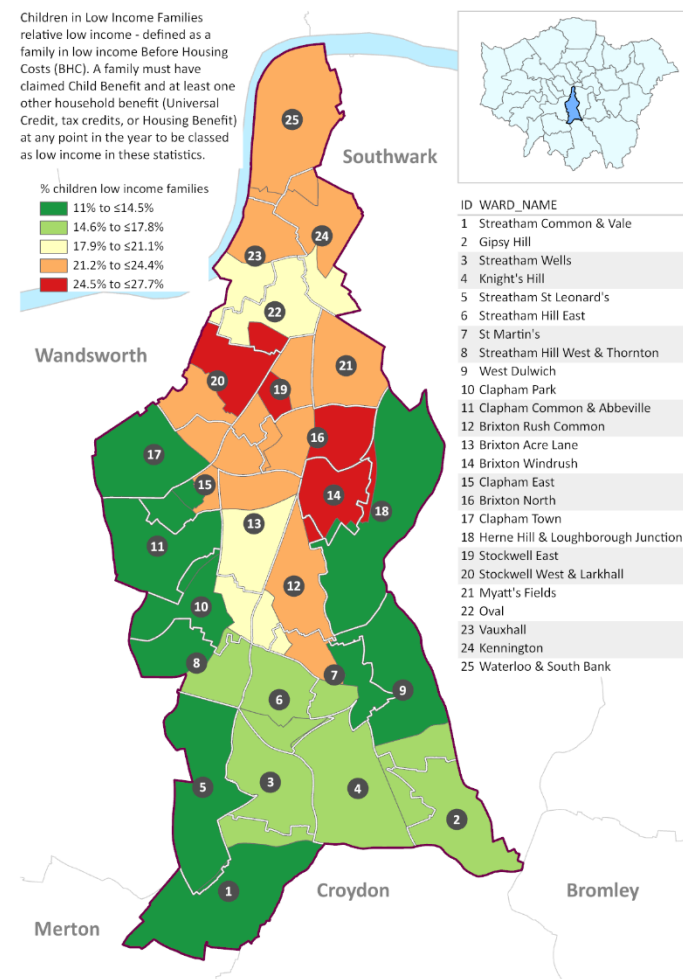 Children in Low Income Families
relative low income - defined as a
family in low income Before Housing
Costs (BHC). A family must have
claimed Child Benefit and at least one
other household benefit (Universal
Credit, tax credits, or Housing Benefit)
at any point in the year to be classed
as low income in these statistics.
% children low income families
11% to ≤14.5%
14.6% to ≤17.8%
17.9% to ≤21.1%
21.2% to ≤24.4%
24.5% to ≤27.7%
ID WARD_NAME
1 Streatham Common & Vale
2 Gipsy Hill
3 Streatham Wells
4 Knight's Hill
5 Streatham St Leonard's
6 Streatham Hill East
7 St Martin's
8 Streatham Hill West & Thornton
9 West Dulwich
10 Clapham Park
11 Clapham Common & Abbeville
12 Brixton Rush Common
13 Brixton Acre Lane
14 Brixton Windrush
15 Clapham East
16 Brixton North
17 Clapham Town
18 Herne Hill & Loughborough Junction
19 Stockwell East
20 Stockwell West & Larkhall
21 Myatt's Fields
22 Oval
23 Vauxhall
24 Kennington
25 Waterloo & South Bank
25
Southwark
24
23
22
Wandsworth
21
20
19
16
17
15
14
18
13
11
12
10
8
7
9
6
3
4
5
2
1
Croydon
Bromley
Merton